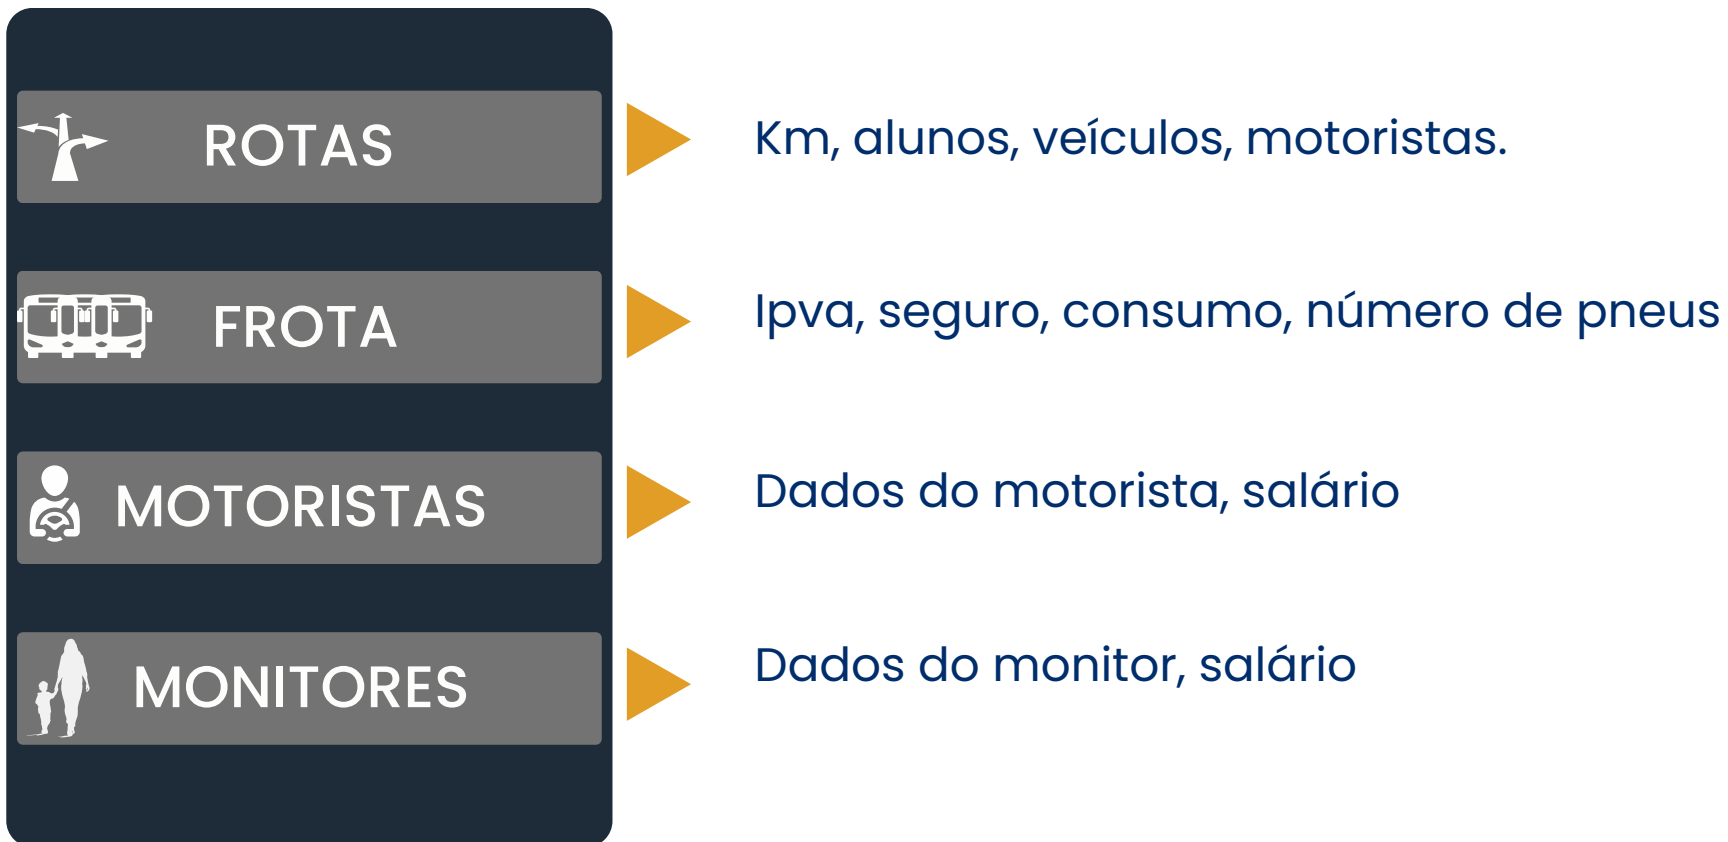 ROTAS
Km, alunos, veículos, motoristas.
FROTA
Ipva, seguro, consumo, número de pneus
MOTORISTAS
Dados do motorista, salário
MONITORES
Dados do monitor, salário